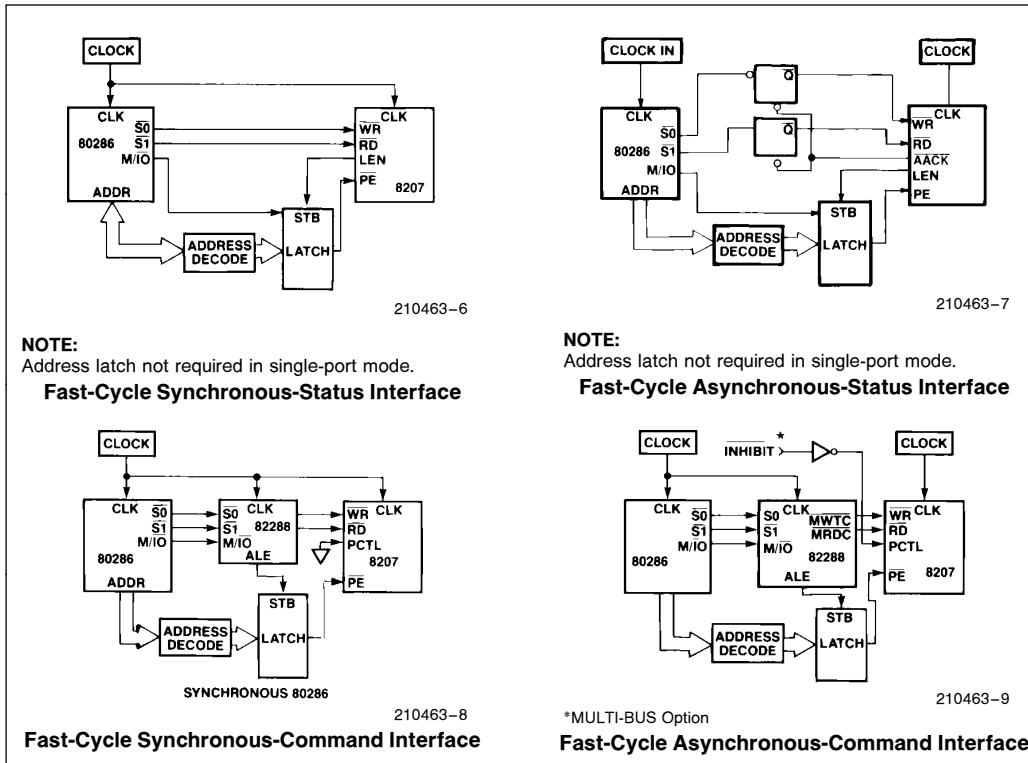 CLOCK
CLK
80286
S0
S1
M/IO
ADDR
CLK
WR
RD
LEN
PE
8207
STB
LATCH
ADDRESS
DECODE
210463–6
NOTE:
Address latch not required in single-port mode.
Fast-Cycle Synchronous-Status Interface
CLOCK IN
CLOCK
CLK
80286
S0
S1
M/IO
ADDR
Q
Q
CLK
WR
RD
AACK
LEN
PE
STB
LATCH
ADDRESS
DECODE
210463–7
NOTE:
Address latch not required in single-port mode.
Fast-Cycle Asynchronous-Status Interface
CLOCK
CLK
S0
S1
M/IO
80286
ADDR
CLK
S0
82288
S1
M/IO
ALE
CLK
WR
RD
PCTL
8207
PE
STB
LATCH
ADDRESS
DECODE
SYNCHRONOUS 80286
210463–8
Fast-Cycle Synchronous-Command Interface
CLOCK
INHIBIT *
CLOCK
CLK
S0
S1
M/IO
80286
ADDR
S0 CLK
MWTC
S1 MRDC
M/IO
82288
ALE
CLK
WR
RD
PCTL
8207
PE
STB
LATCH
ADDRESS
DECODE
210463–9
*MULTI-BUS Option
Fast-Cycle Asynchronous-Command Interface